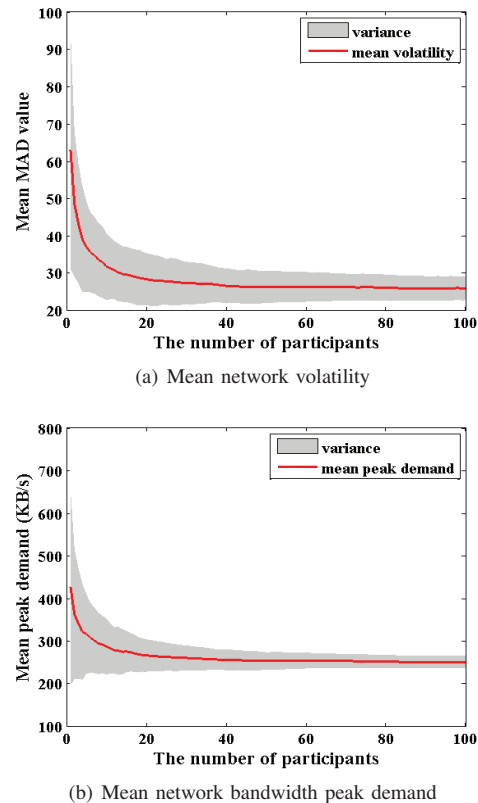 100
90
80
70
60
50
40
30
20
Mean MAD value
variance
mean volatility
0 20 40 60 80 100
The number of participants
(a) Mean network volatility
800
700
600
500
400
300
200
100
Mean peak demand (KB/s)
variance
mean peak demand
0 20 40 60 80 100
The number of participants
(b) Mean network bandwidth peak demand